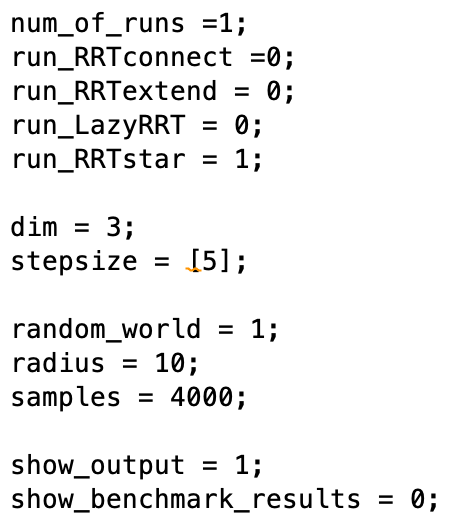 num_of_runs =1;
run_RRTconnect =0;
run_RRTextend = 0;
run_LazyRRT = 0;
run_RRTstar = 1;
dim = 3;
stepsize = [5];
random_world = 1;
radius = 10;
samples = 4000;
show_output = 1;
show_benchmark_results = 0;